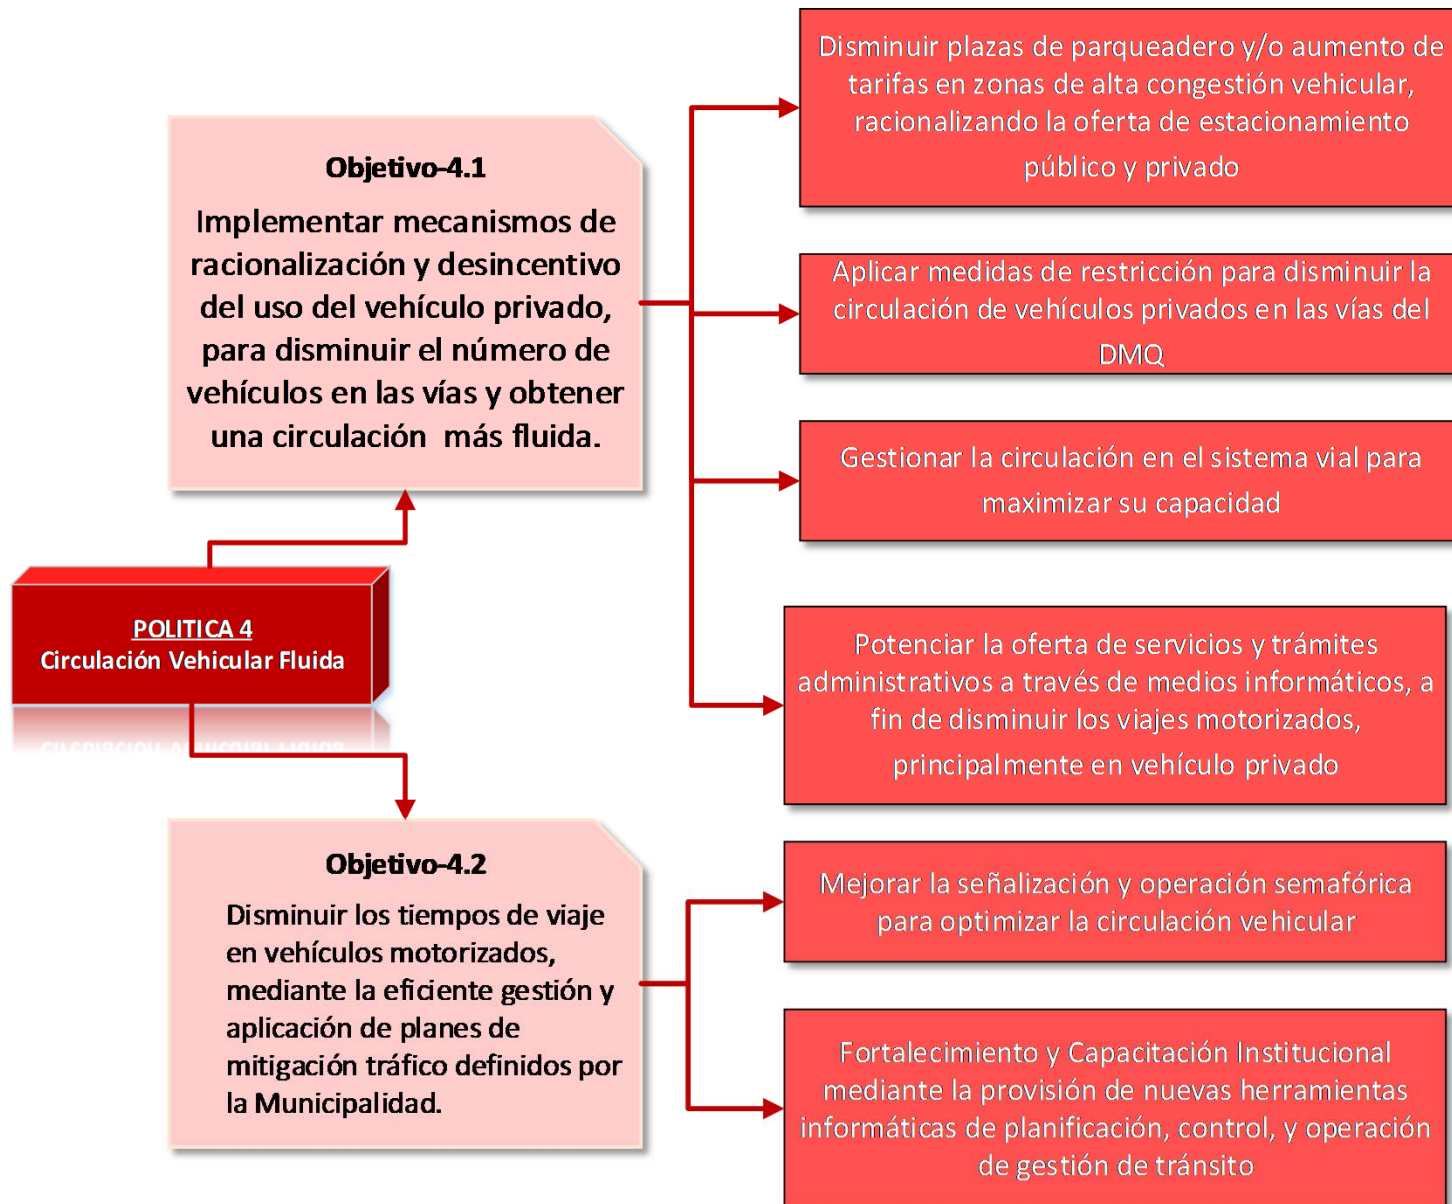 POLITICA 4
Circulación Vehicular Fluida
Objetivo-4.1
Implementar mecanismos de
racionalización y desincentivo
del uso del vehículo privado,
para disminuir el número de
vehículos en las vías y obtener
una circulación más fluida.
Disminuir plazas de parqueadero y/o aumento de
tarifas en zonas de alta congestión vehicular,
racionalizando la oferta de estacionamiento
público y privado
Aplicar medidas de restricción para disminuir la
circulación de vehículos privados en las vías del
DMQ
Gestionar la circulación en el sistema vial para
maximizar su capacidad
Potenciar la oferta de servicios y trámites
administrativos a través de medios informáticos, a
fin de disminuir los viajes motorizados,
principalmente en vehículo privado
Objetivo-4.2
Disminuir los tiempos de viaje
en vehículos motorizados,
mediante la eficiente gestión y
aplicación de planes de
mitigación tráfico definidos por
la Municipalidad.
Mejorar la señalización y operación semafórica
para optimizar la circulación vehicular
Fortalecimiento y Capacitación Institucional
mediante la provisión de nuevas herramientas
informáticas de planificación, control, y operación
de gestión de tránsito